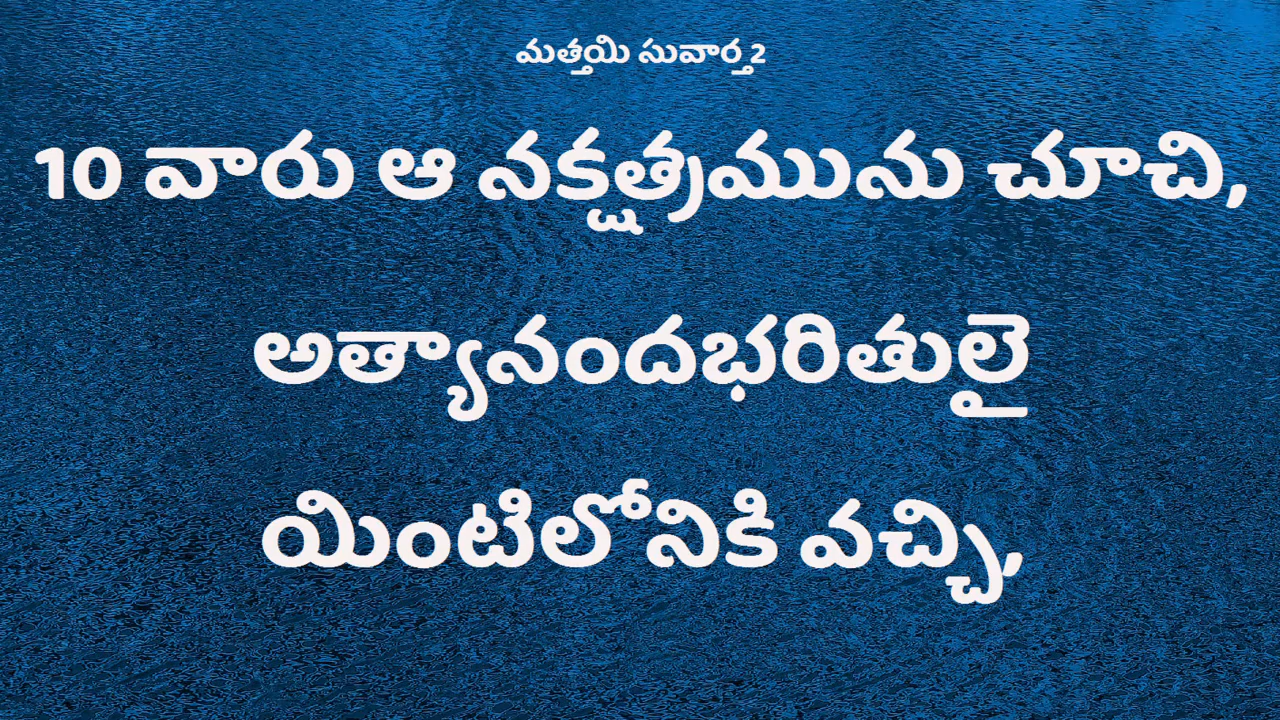 మత్తయి సువార్త 2
10 వారు ఆ నక్షత్రమును చూచి,
అత్యానందభరితులై
యింటిలోనికి వచ్చి,